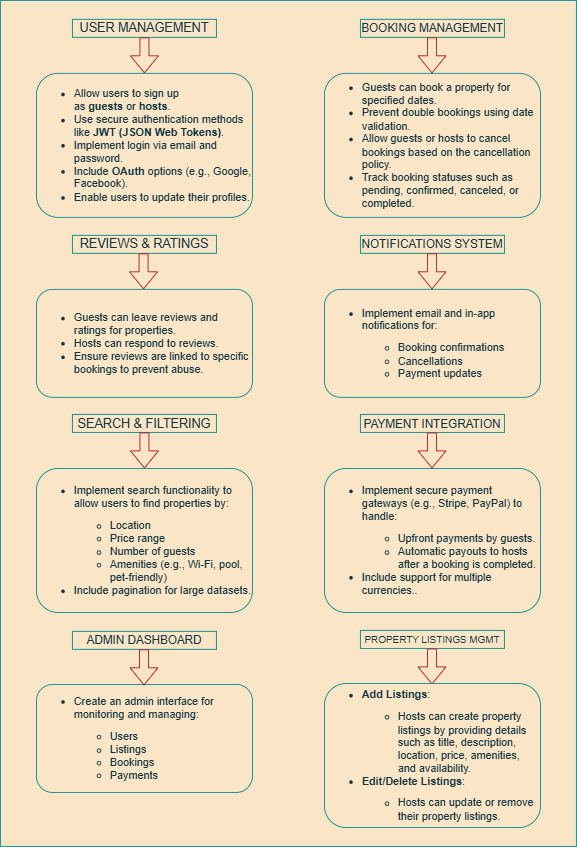 USER MANAGEMENT
Allow users to sign up
as guests or hosts.
Use secure authentication methods
like JWT (JSON Web Tokens).
Implement login via email and
password.
Include OAuth options (e.g., Google,
Facebook).
Enable users to update their profiles.
BOOKING MANAGEMENT
Guests can book a property for
specified dates.
Prevent double bookings using date
validation.
Allow guests or hosts to cancel
bookings based on the cancellation
policy.
Track booking statuses such as
pending, confirmed, canceled, or
completed.
REVIEWS & RATINGS
Guests can leave reviews and
ratings for properties.
Hosts can respond to reviews.
Ensure reviews are linked to specific
bookings to prevent abuse.
NOTIFICATIONS SYSTEM
Implement email and in-app
notifications for:
Booking confirmations
Cancellations
Payment updates
SEARCH & FILTERING
Implement search functionality to
allow users to find properties by:
Location
Price range
Number of guests
Amenities (e.g., Wi-Fi, pool,
pet-friendly)
Include pagination for large datasets.
PAYMENT INTEGRATION
Implement secure payment
gateways (e.g., Stripe, PayPal) to
handle:
Upfront payments by guests.
Automatic payouts to hosts
after a booking is completed.
Include support for multiple
currencies..
ADMIN DASHBOARD
Create an admin interface for
monitoring and managing:
Users
Listings
Bookings
Payments
PROPERTY LISTINGS MGMT
Add Listings:
Hosts can create property
listings by providing details
such as title, description,
location, price, amenities,
and availability.
Edit/Delete Listings:
Hosts can update or remove
their property listings.